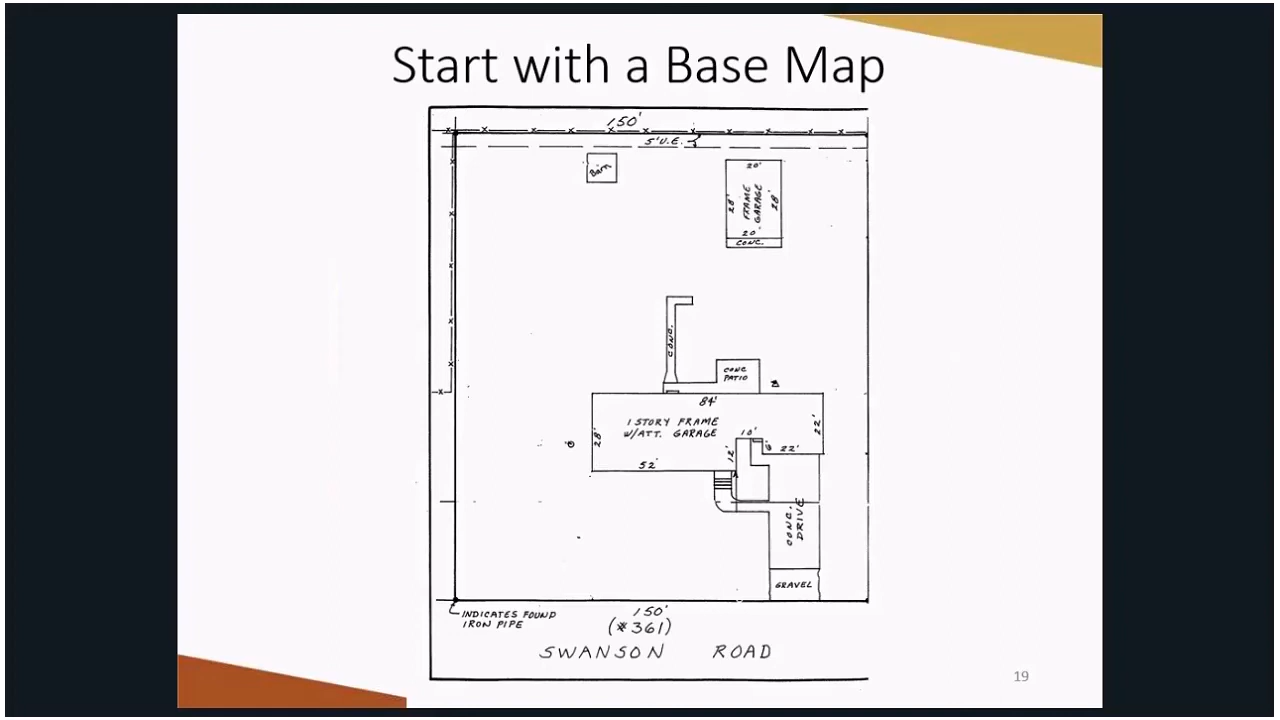 Start with a Base Map
150'
5' U.E.
Barn
20'
28'
FRAME
GARAGE
28'
20'
CONC.
CONC.
CONC
PATIO
84'
1 STORY FRAME
W/ATT. GARAGE
28'
22'
10'
6'
12'
22'
52'
CONC.
DRIVE
GRAVEL
INDICATES FOUND
IRON PIPE
150'
(*361)
SWANSON ROAD
19